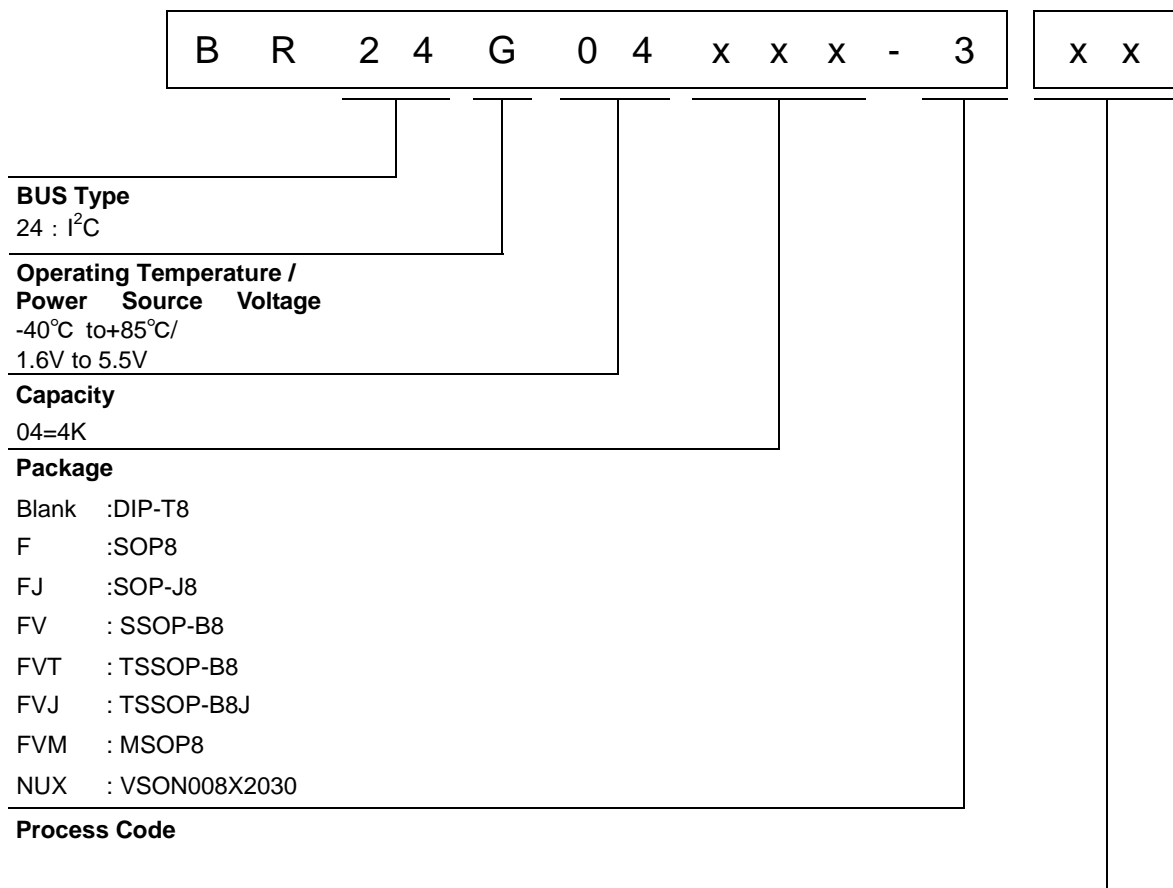 B R 2 4 G 0 4 x x x - 3 x x
BUS Type
24 : I²C
Operating Temperature /
Power Source Voltage
-40℃ to+85℃/
1.6V to 5.5V
Capacity
04=4K
Package
Blank :DIP-T8
F :SOP8
FJ :SOP-J8
FV : SSOP-B8
FVT : TSSOP-B8
FVJ : TSSOP-B8J
FVM : MSOP8
NUX : VSON008X2030
Process Code